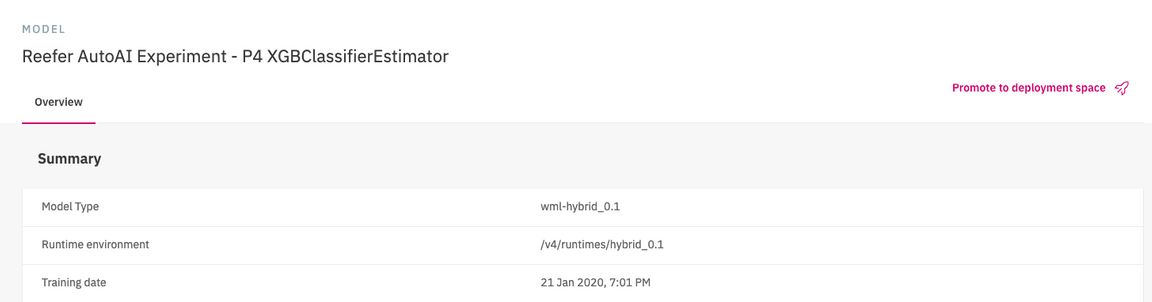 MODEL
Reefer AutoAI Experiment - P4 XGBClassifierEstimator
Promote to deployment space
Overview
Summary
Model Type wml-hybrid_0.1
Runtime environment /v4/runtimes/hybrid_0.1
Training date 21 Jan 2020, 7:01 PM